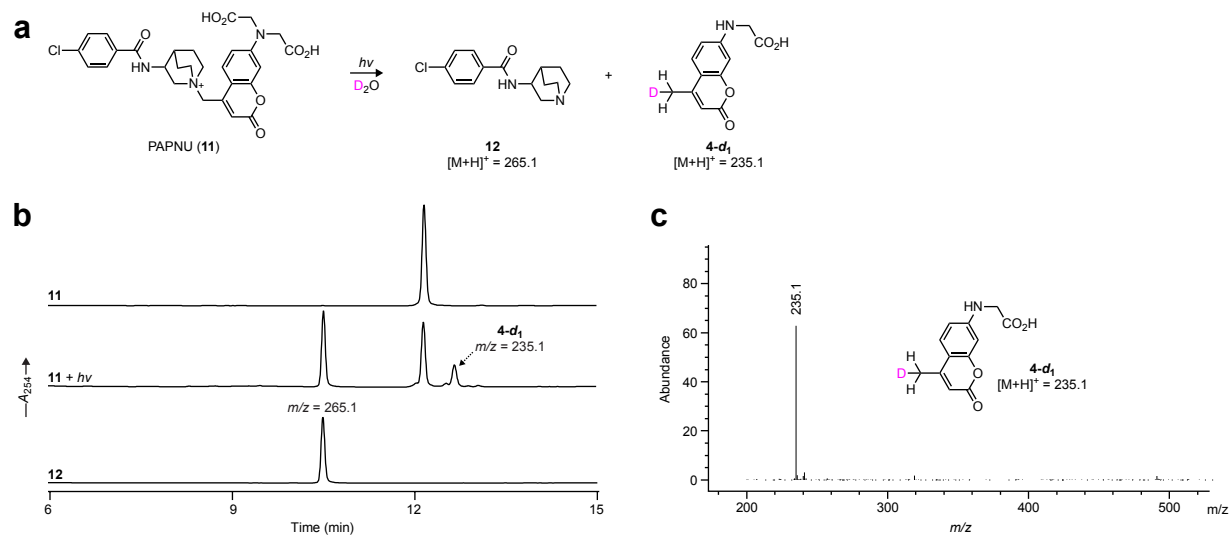 a
HO₂C
N
CO₂H
Cl
O
HN
N⁺
O
O
PAPNU (11)
hv
D₂O
Cl
O
HN
N
12
[M+H]⁺ = 265.1
+
HN
CO₂H
H
D
H
O
O
4-d₁
[M+H]⁺ = 235.1
b
11
4-d₁
m/z = 235.1
11 + hv
m/z = 265.1
12
A₂₅₄
6 9 12 15
Time (min)
c
80
60
40
20
0
Abundance
235.1
HN
CO₂H
H
D
H
O
O
4-d₁
[M+H]⁺ = 235.1
200 300 400 500 m/z
m/z